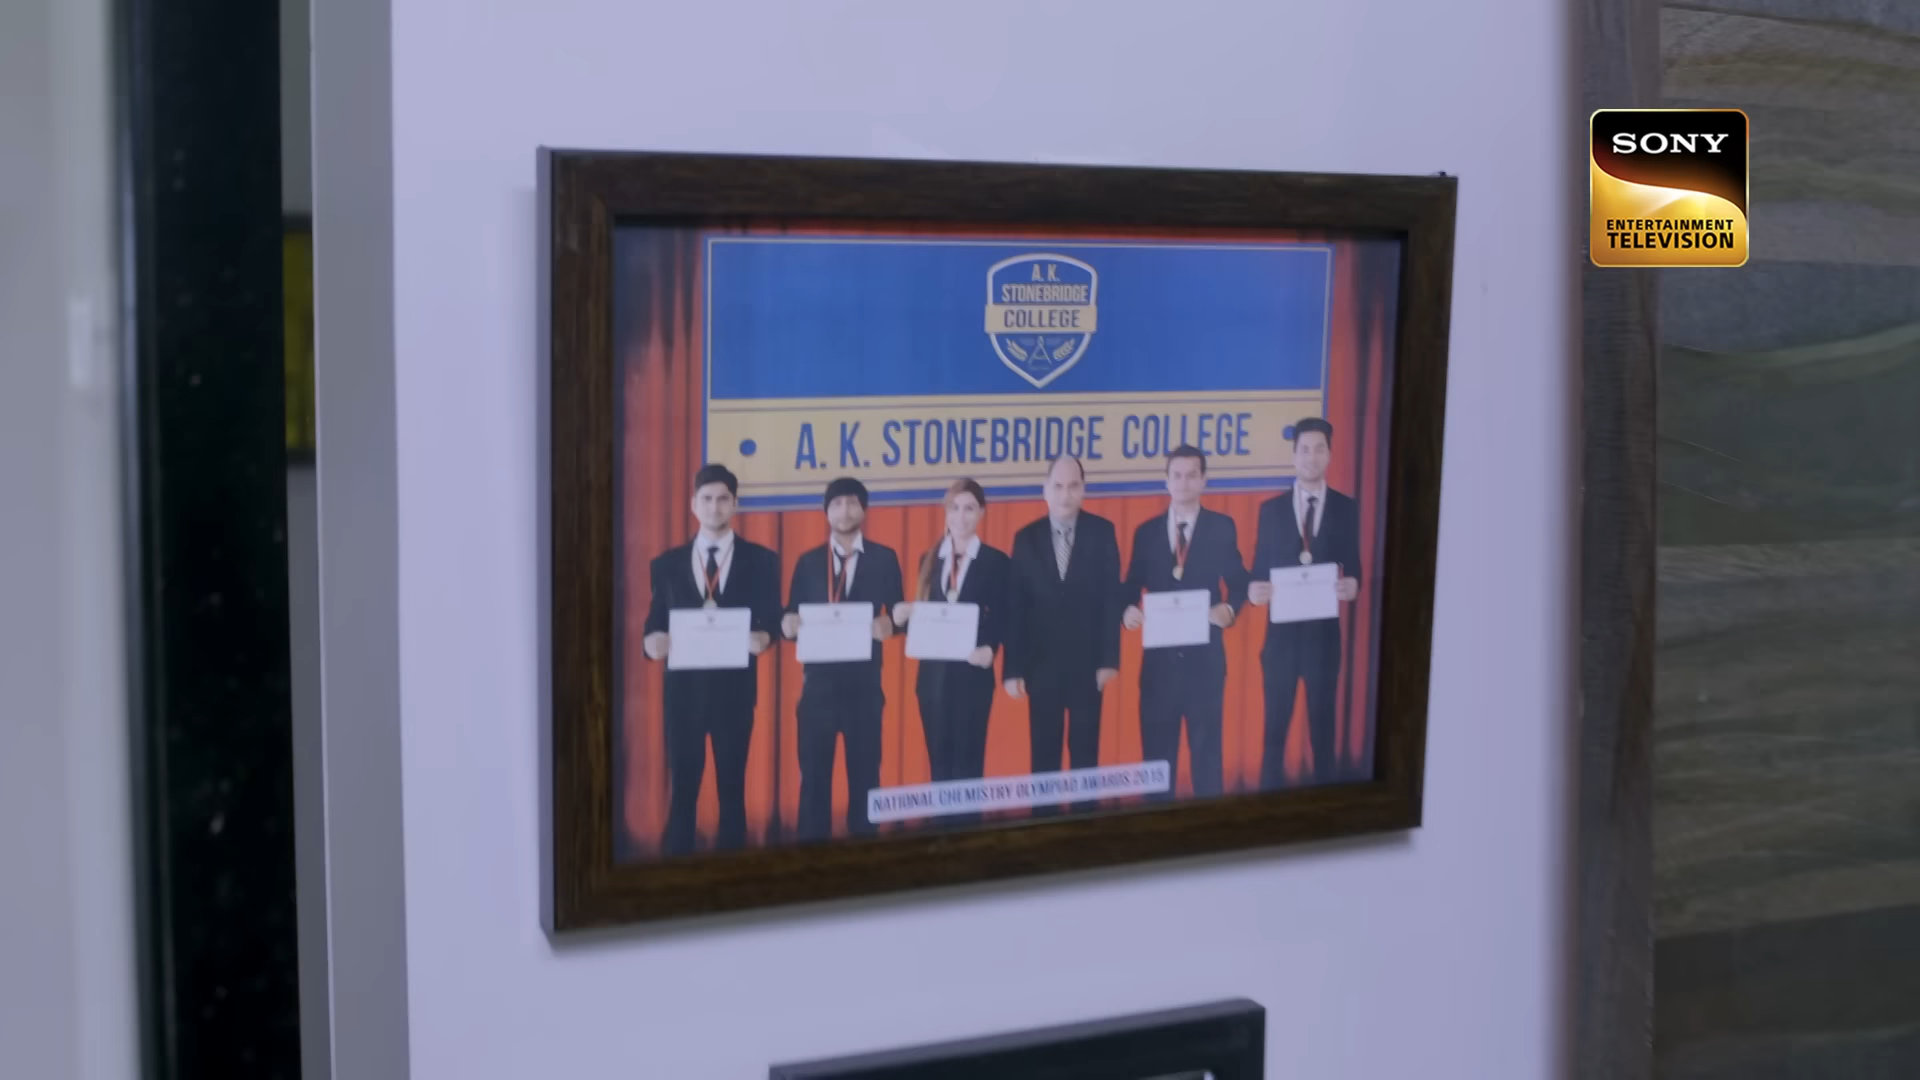 SONY
ENTERTAINMENT
TELEVISION
A. K.
STONEBRIDGE
COLLEGE
A. K. STONEBRIDGE COLLEGE
NATIONAL CHEMISTRY OLYMPIAD AWARDS 2015